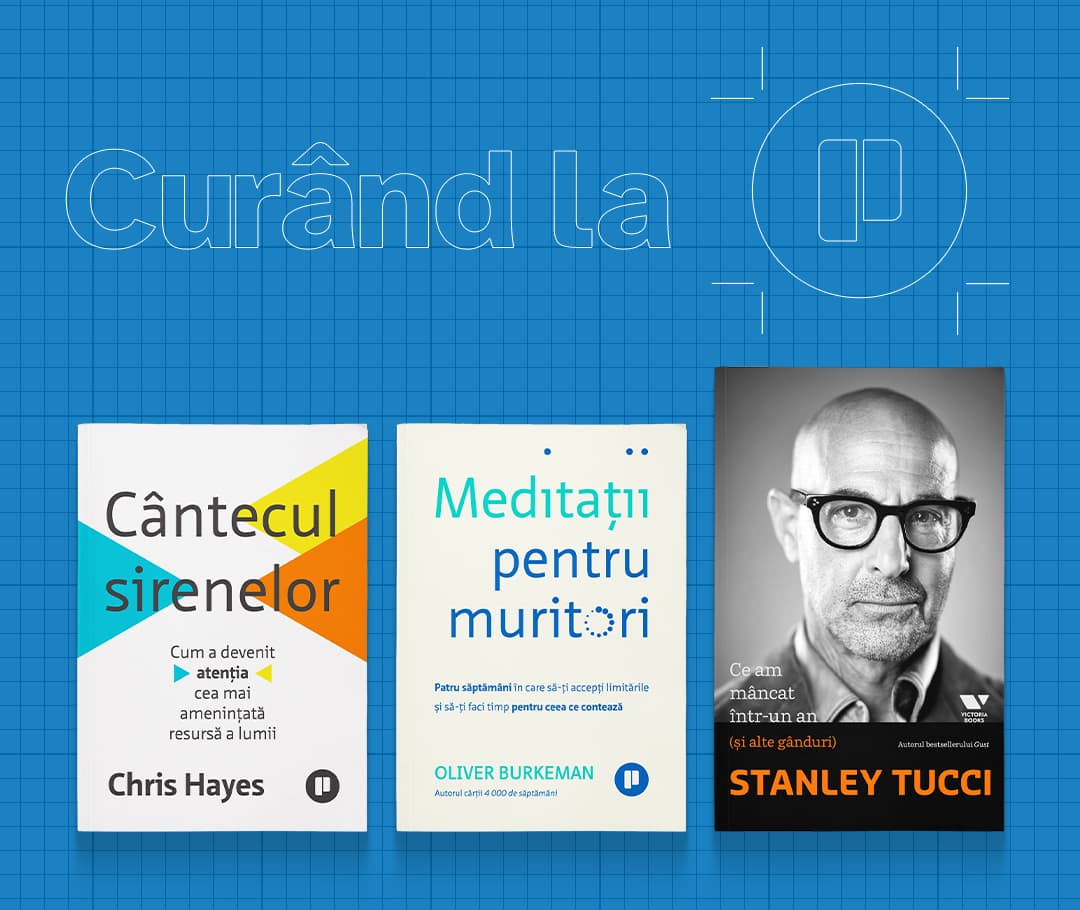 Curând la
Cântecul
sirenelor
Cum a devenit
atenția
cea mai
amenințată
resursă a lumii
Chris Hayes
Meditații
pentru
muritori
Patru săptămâni în care să-ți accepți limitările
și să-ți faci timp pentru ceea ce contează
OLIVER BURKEMAN
Autorul cărții 4 000 de săptămâni
Ce am
mâncat
într-un an
(și alte gânduri)
VICTORIA
BOOKS
Autorul bestsellerului Gust
STANLEY TUCCI